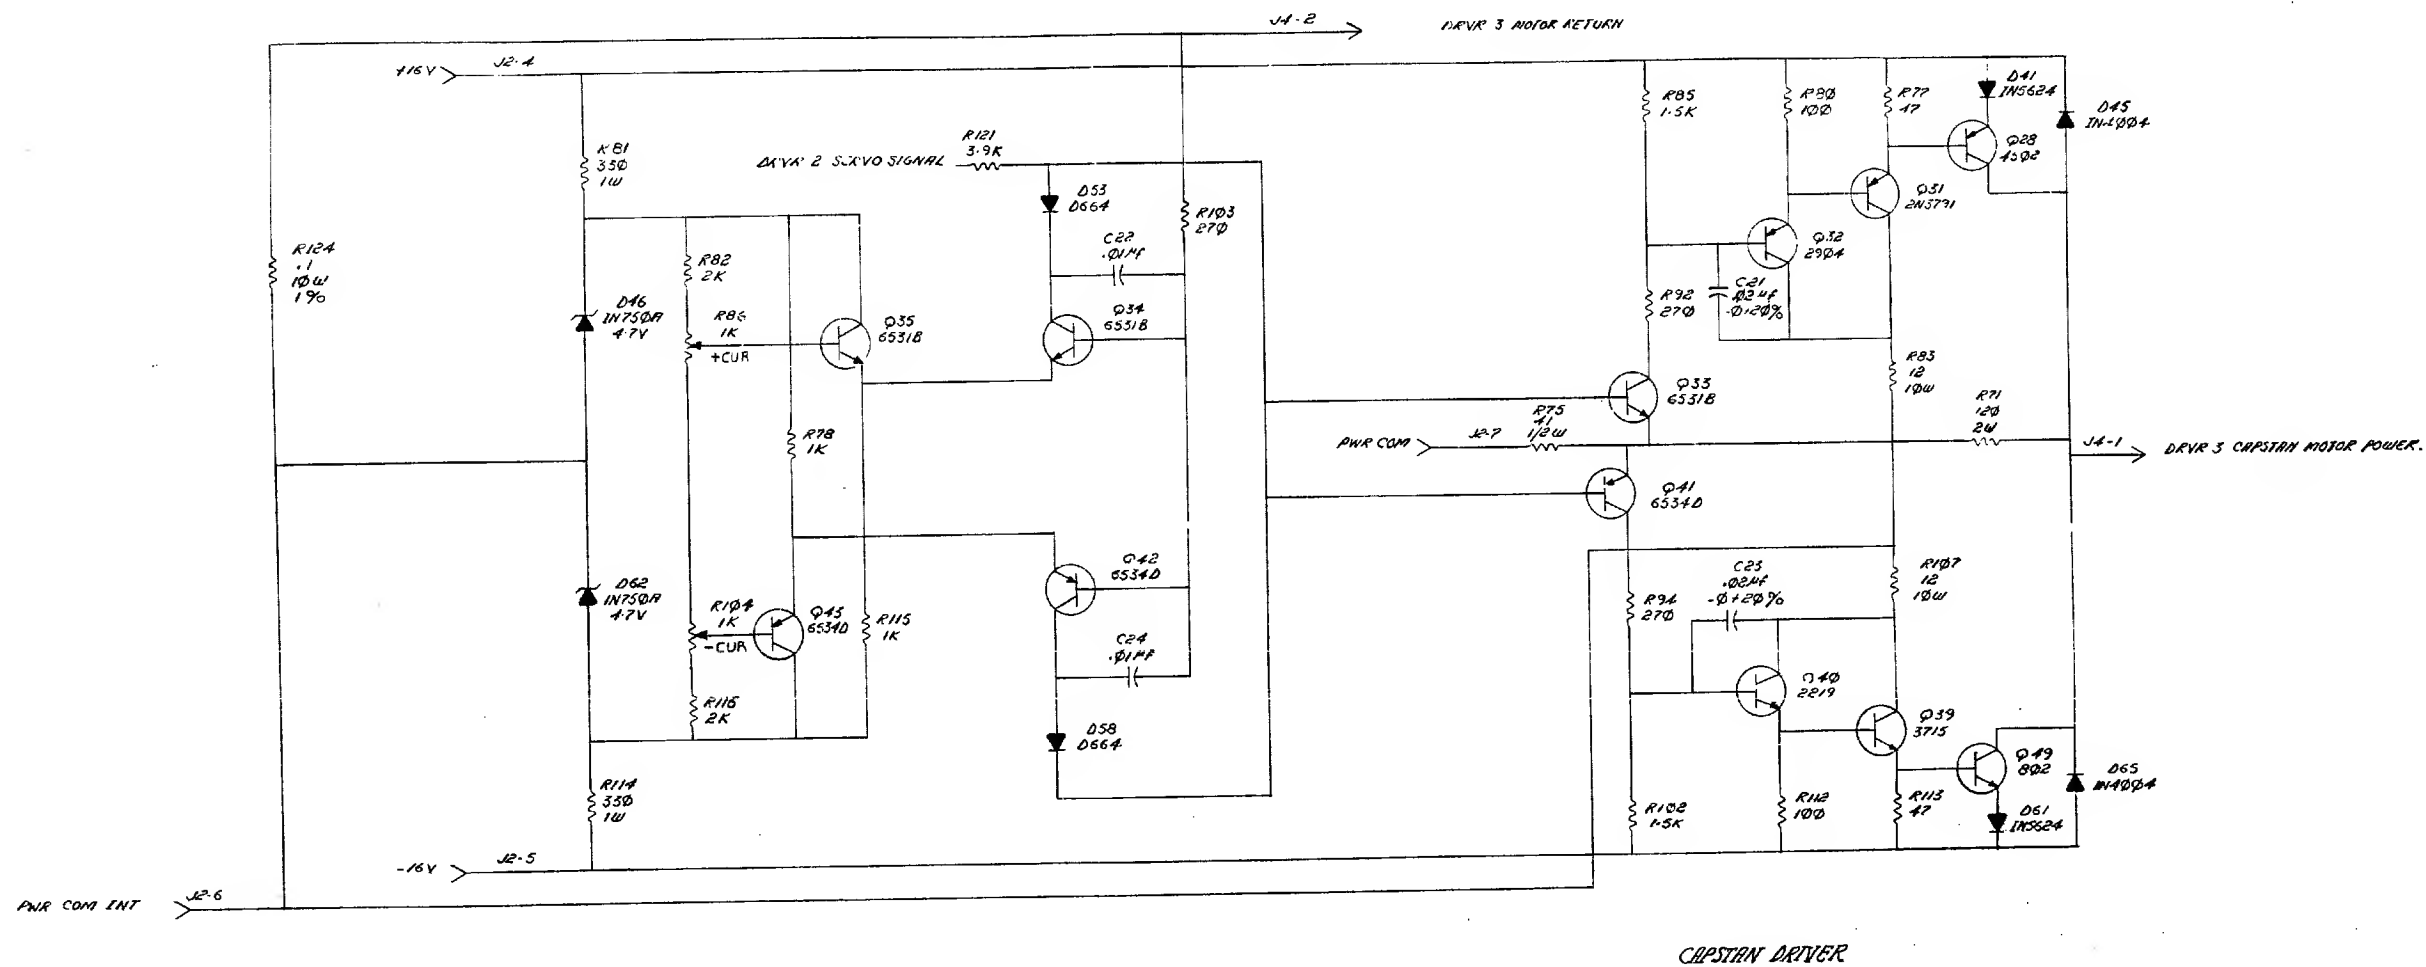 J4-2
DRVR 3 MOTOR RETURN
+16V
J2-4
R81
330
1W
R121
3.9K
DRVR 2 SERVO SIGNAL
D53
D664
R103
270
C22
.01µf
R124
.1
10W
1%
R82
2K
D46
IN750A
4.7V
R86
1K
+CUR
Q35
6531B
Q34
6531B
R78
1K
D62
IN750A
4.7V
R104
1K
-CUR
Q43
6534D
R115
1K
Q42
6534D
C24
.01µf
R116
2K
D58
D664
R114
330
1W
-16V
J2-5
PWR COM INT
J2-6
R85
1.5K
R80
100
R77
47
D41
IN5624
D45
IN4004
Q28
4502
Q31
2N3791
Q32
2904
C21
.02µf
-0+20%
R92
270
R83
12
10W
Q33
6531B
R75
41
1/2W
PWR COM
J2-7
R71
120
2W
J4-1
DRVR 3 CAPSTAN MOTOR POWER.
Q41
6534D
R94
270
C23
.02µf
-0+20%
R107
12
10W
Q40
2219
Q39
3715
Q49
802
D65
IN4004
R102
1.5K
R112
100
R113
47
D61
IN5624
CAPSTAN DRIVER